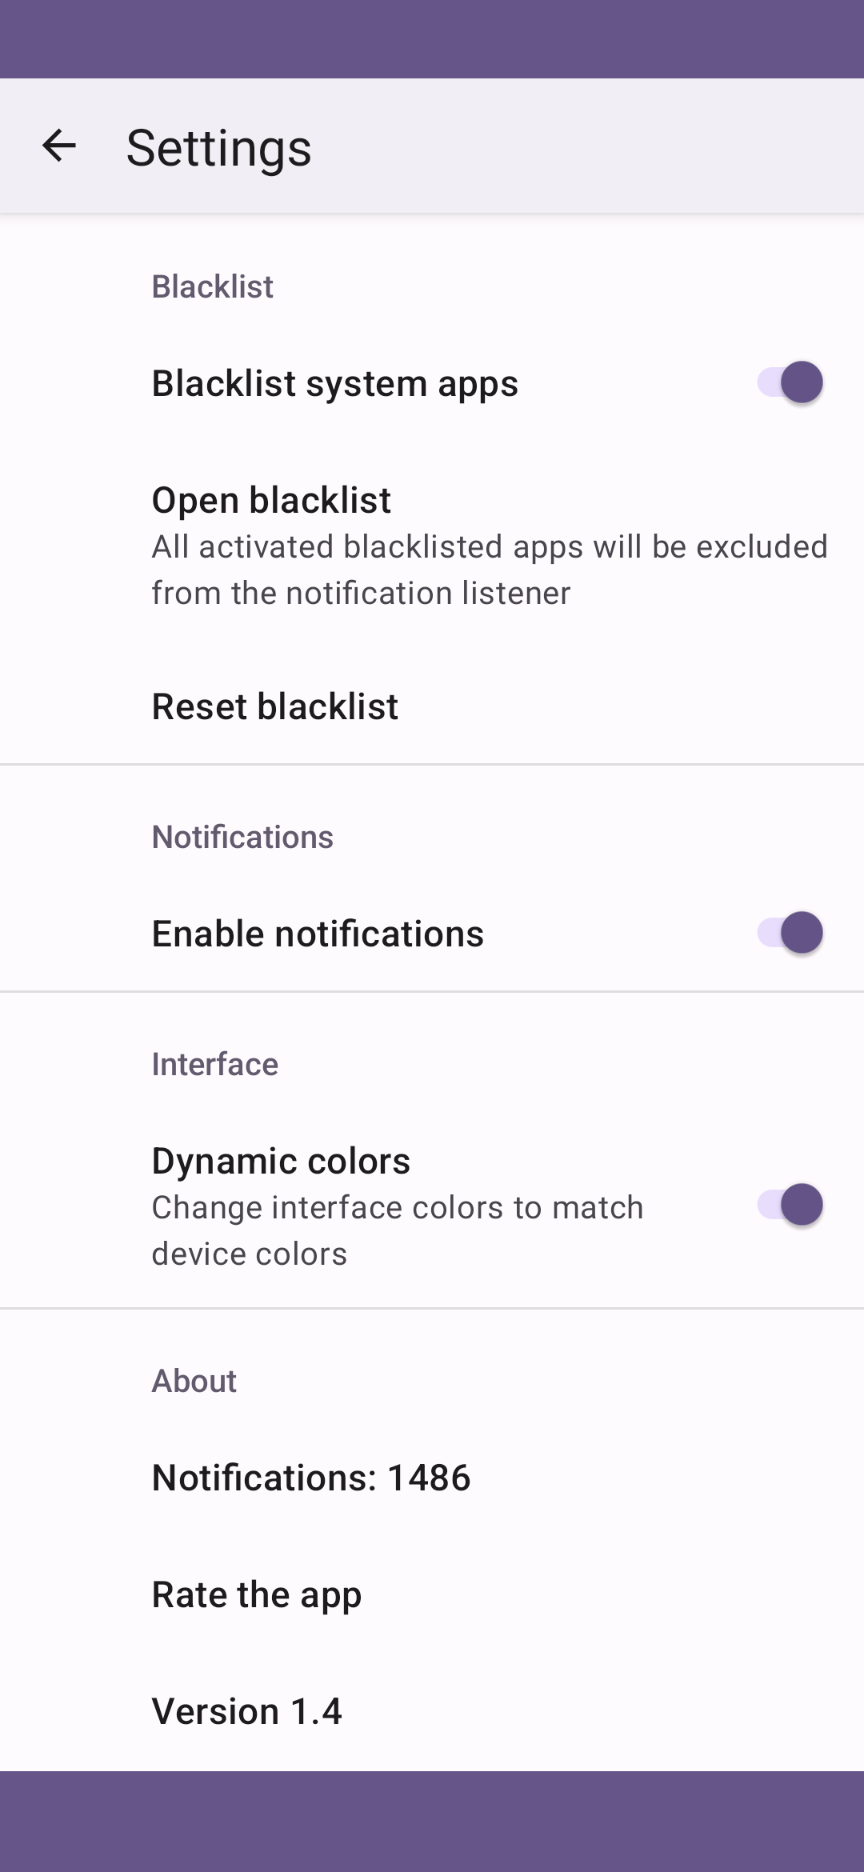 Settings
Blacklist
Blacklist system apps
Open blacklist
All activated blacklisted apps will be excluded
from the notification listener
Reset blacklist
Notifications
Enable notifications
Interface
Dynamic colors
Change interface colors to match
device colors
About
Notifications: 1486
Rate the app
Version 1.4